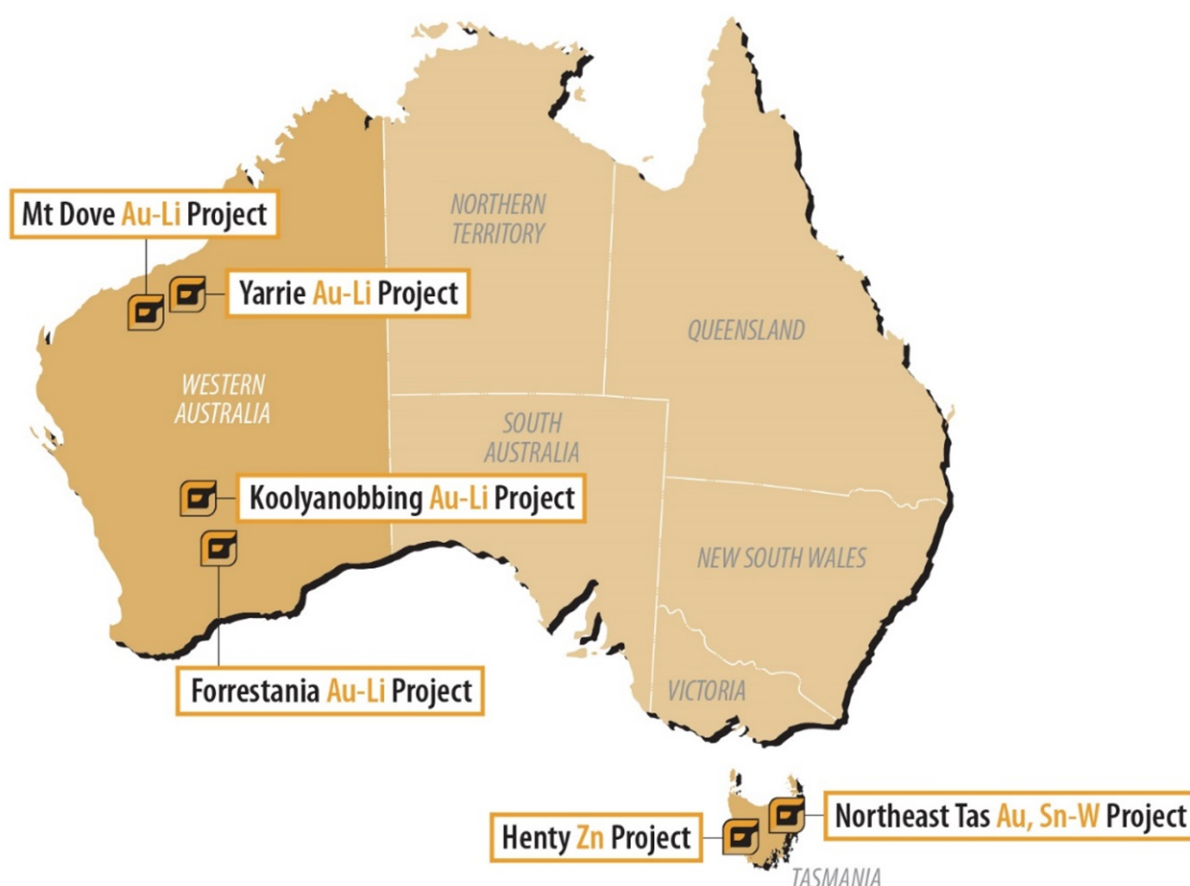 Mt Dove Au-Li Project
NORTHERN
TERRITORY
Yarrie Au-Li Project
QUEENSLAND
WESTERN
AUSTRALIA
SOUTH
AUSTRALIA
Koolyanobbing Au-Li Project
NEW SOUTH WALES
Forrestania Au-Li Project
VICTORIA
Northeast Tas Au, Sn-W Project
Henty Zn Project
TASMANIA